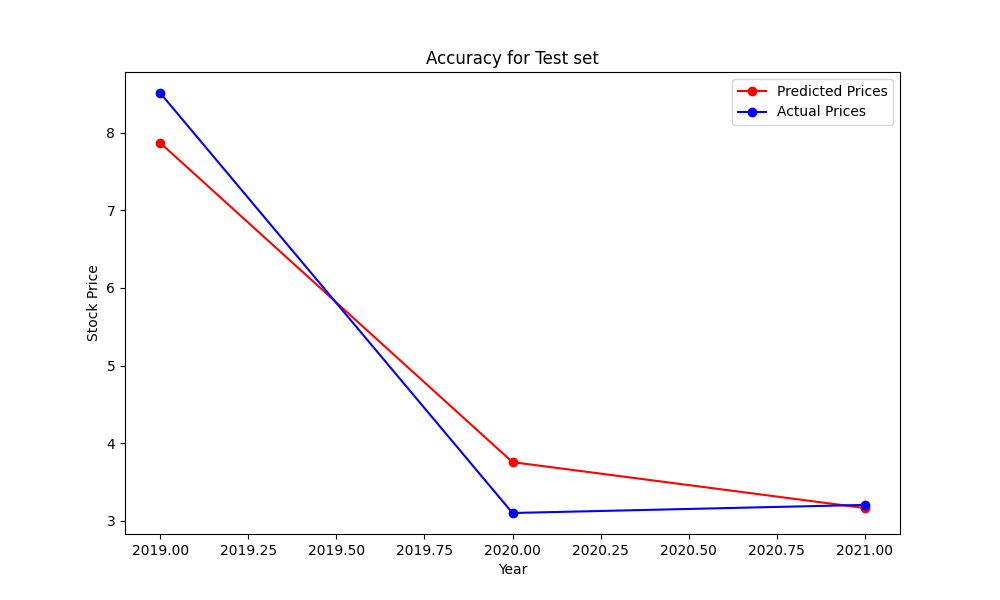 Accuracy for Test set
Predicted Prices
Actual Prices
Stock Price
8
7
6
5
4
3
2019.00 2019.25 2019.50 2019.75 2020.00 2020.25 2020.50 2020.75 2021.00
Year